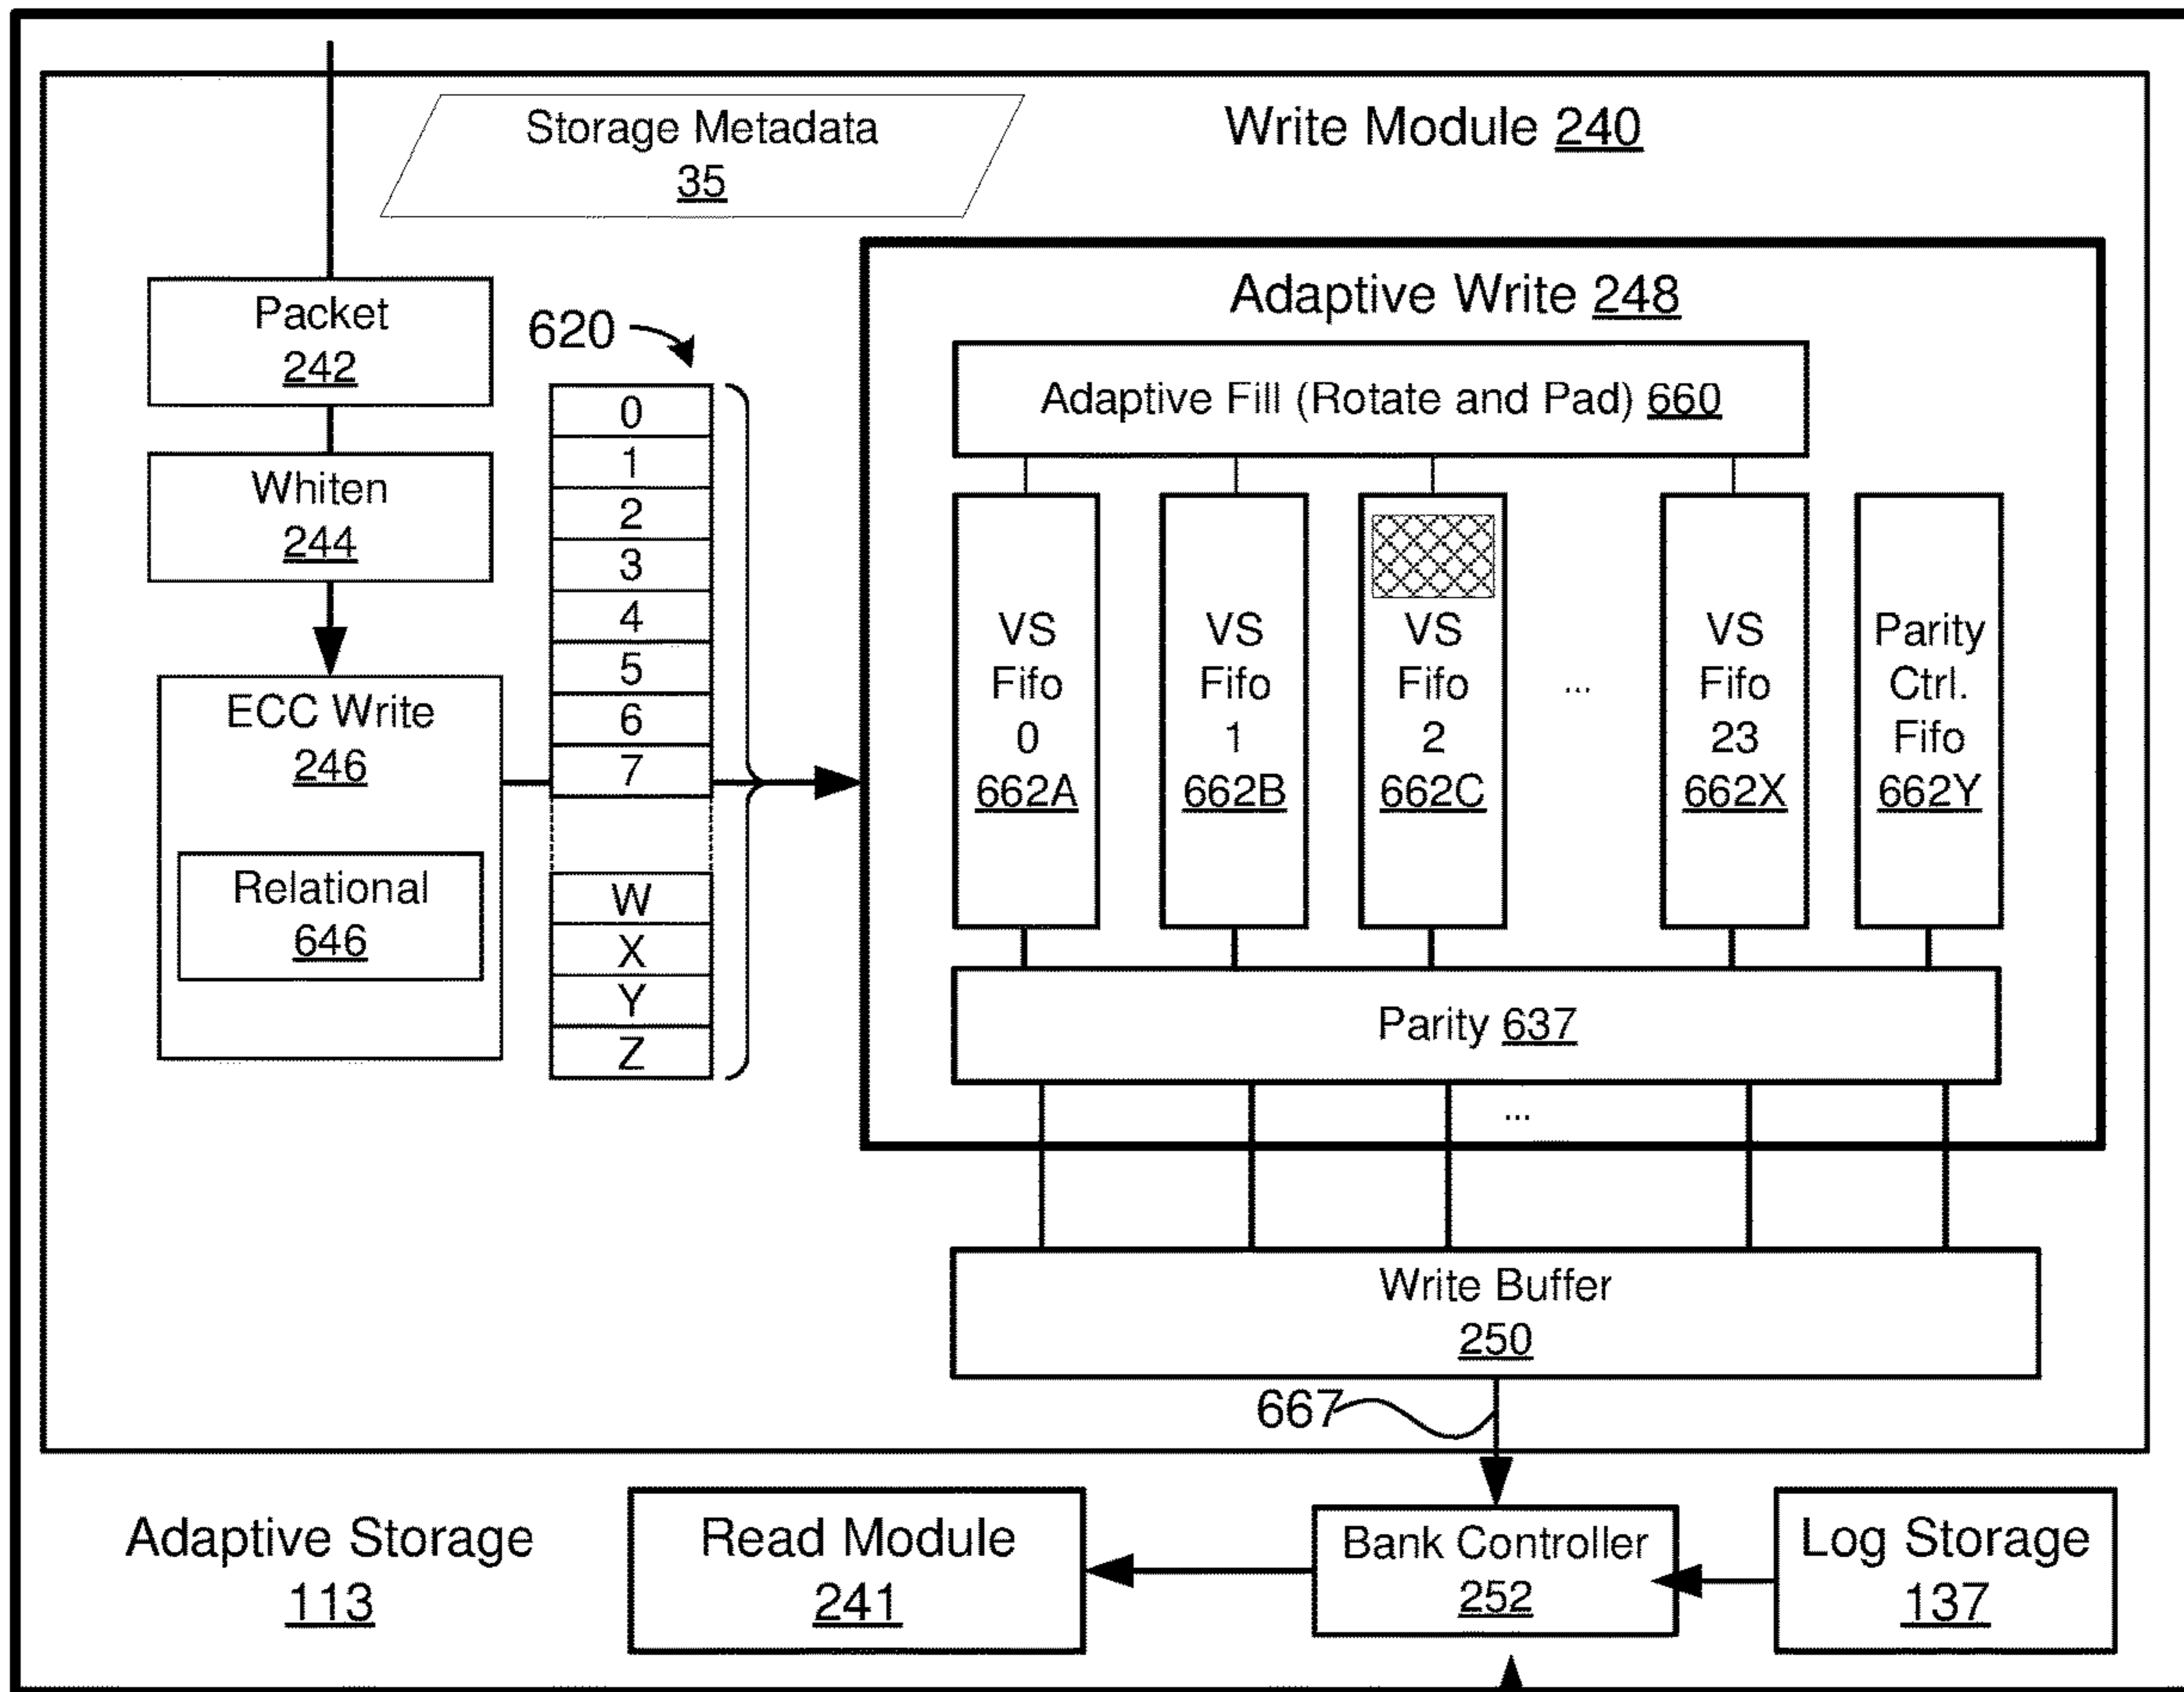 Storage Metadata
35
Write Module 240
Packet
242
Whiten
244
ECC Write
246
Relational
646
620
0
1
2
3
4
5
6
7
W
X
Y
Z
Adaptive Write 248
Adaptive Fill (Rotate and Pad) 660
VS
Fifo
0
662A
VS
Fifo
1
662B
VS
Fifo
2
662C
...
VS
Fifo
23
662X
Parity
Ctrl.
Fifo
662Y
Parity 637
...
Write Buffer
250
667
Adaptive Storage
113
Read Module
241
Bank Controller
252
Log Storage
137